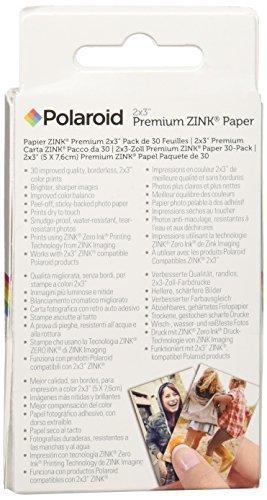 Polaroid
2x3"
Premium ZINK® Paper
Papier ZINK® Premium 2x3" Pack de 30 Feuilles | 2x3" Premium
Carta ZINK® Pacco da 30 | 2x3-Zoll Premium ZINK® Paper 30-Pack |
2x3" (5 X 7,6cm) Premium ZINK® Papel Paquete de 30
• 30 improved quality, borderless, 2x3"
color prints
• Brighter, sharper images
• Improved color balance
• Peel-off, sticky-backed photo paper
• Prints dry to touch
• Smudge-proof, water-resistant, tear-
resistant photos
• Prints using ZINK® Zero Ink® Printing
Technology from ZINK Imaging
• Works with 2x3" ZINK® compatible
Polaroid products
• Impressions en couleur 2x3" de
meilleure qualité et sans bordure
• Photos plus claires et plus nettes
• Meilleur équilibre des couleurs
• Papier photo pelable à dos adhésif
• Impressions sèches au toucher
• Photos anti-maculage, résistantes à
l'eau et aux déchirures
• Impressions utilisant la technologie
ZINK® Zero Ink® de Zink Imaging
• À utiliser avec les produits Polaroid
Compatibles ZINK® 2x3"
• Qualità migliorata, senza bordi, per
stampe a colori 2x3"
• Immagini più luminose e nitide
• Bilanciamento cromatico migliorato
• Carta fotografica con retro auto adesivo
• Stampe asciutte al tatto
• A prova di pieghe, resistenti all'acqua e
alla rottura
• Stampe che usano la Tecnologia ZINK®
ZERO INK® di ZINK Imaging
• Funziona con dei prodotti Polaroid
compatibili con 2x3" ZINK®
• Verbesserte Qualität, randlos,
2x3-Zoll-Farbdrucke
• Hellere, schärfere Bilder
• Verbesserter Farbausgleich
• Abziehbares, gehärtetes Fotopapier
• Trockene, gestochen scharfe Drucke
• Wisch-, wasser- und reißfeste Fotos
• Druck mit ZINK® Zero Ink® Druck-
Technologie von ZINK Imaging
• Funktioniert mit 2x3" ZINK®-
kompatiblen Polaroid produkten
• Mejor calidad, sin bordes, para
impresión a color 2x3" (5X 7,6cm)
• Imágenes más nítidas y brillantes
• Mejor compensación del color
• Papel fotográfico adhesivo, con
dorso extraíble.
• Papel seco al tacto
• Fotografías duraderas, resistentes a
las manchas y al agua
• Impresión con tecnología ZINK® Zero
Ink® Printing Technology de ZINK Imaging
• Compatible con productos Polaroid
compatibles con ZINK® 2x3"